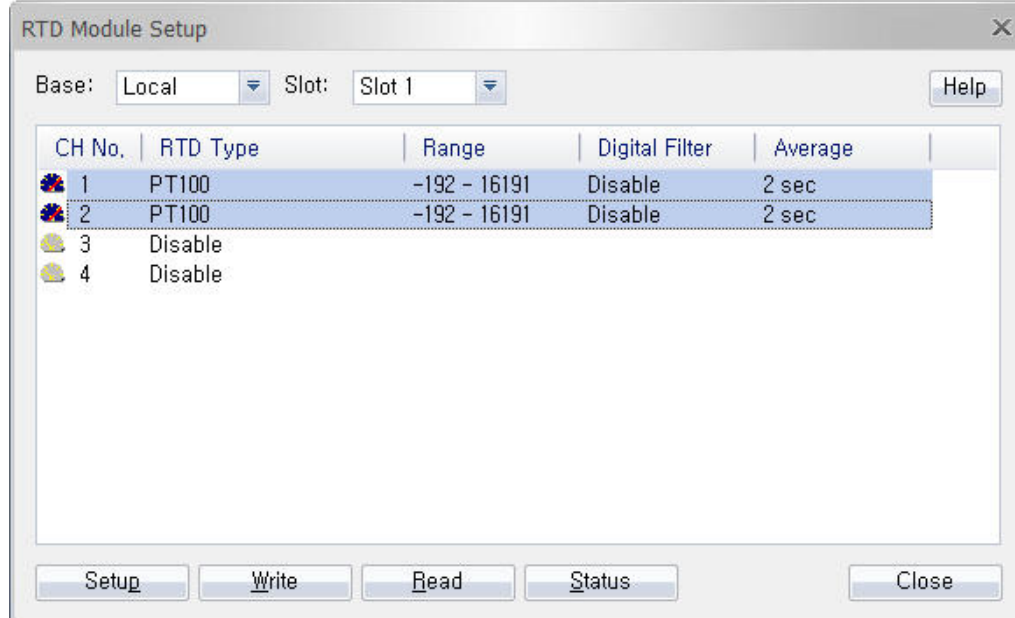 RTD Module Setup
Base: Local Slot: Slot 1 Help
CH No. RTD Type Range Digital Filter Average
1 PT100 -192 - 16191 Disable 2 sec
2 PT100 -192 - 16191 Disable 2 sec
3 Disable
4 Disable
Setup Write Read Status Close